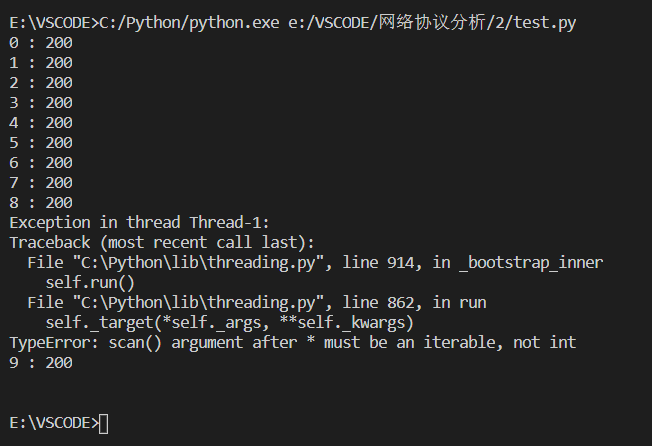 E:\VSCODE>C:/Python/python.exe e:/VSCODE/网络协议分析/2/test.py
0 : 200
1 : 200
2 : 200
3 : 200
4 : 200
5 : 200
6 : 200
7 : 200
8 : 200
Exception in thread Thread-1:
Traceback (most recent call last):
  File "C:\Python\lib\threading.py", line 914, in _bootstrap_inner
    self.run()
  File "C:\Python\lib\threading.py", line 862, in run
    self._target(*self._args, **self._kwargs)
TypeError: scan() argument after * must be an iterable, not int
9 : 200
E:\VSCODE>